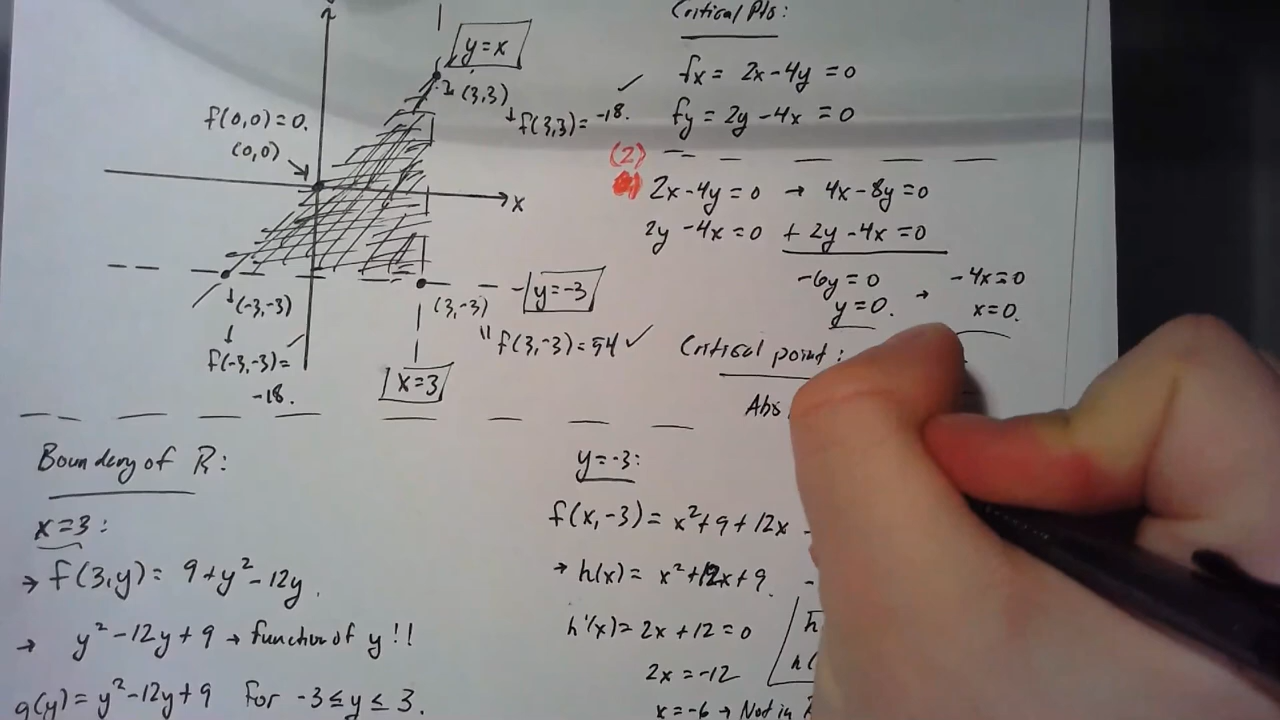 y=x
(3,3)
f(3,3)= -18.
f(0,0)=0.
(0,0)
x
(-3,-3)
f(-3,-3)=
-18.
(3,-3)
y=-3
f(3,-3)=54
x=3
Critical Pts:
fx = 2x-4y =0
fy = 2y-4x =0
(2)
2x-4y=0 → 4x-8y=0
2y-4x=0 + 2y-4x=0
-6y=0 → -4x=0
y=0. x=0.
Critical point:
Abs
Boundary of R:
x=3:
→ f(3,y)= 9+y²-12y.
→ y²-12y+9 → function of y!!
g(y)= y²-12y+9 for -3≤y≤3.
y=-3:
f(x,-3)= x²+9+12x
→ h(x)= x²+12x+9.
h'(x)= 2x+12=0
2x=-12
x=-6 → Not in